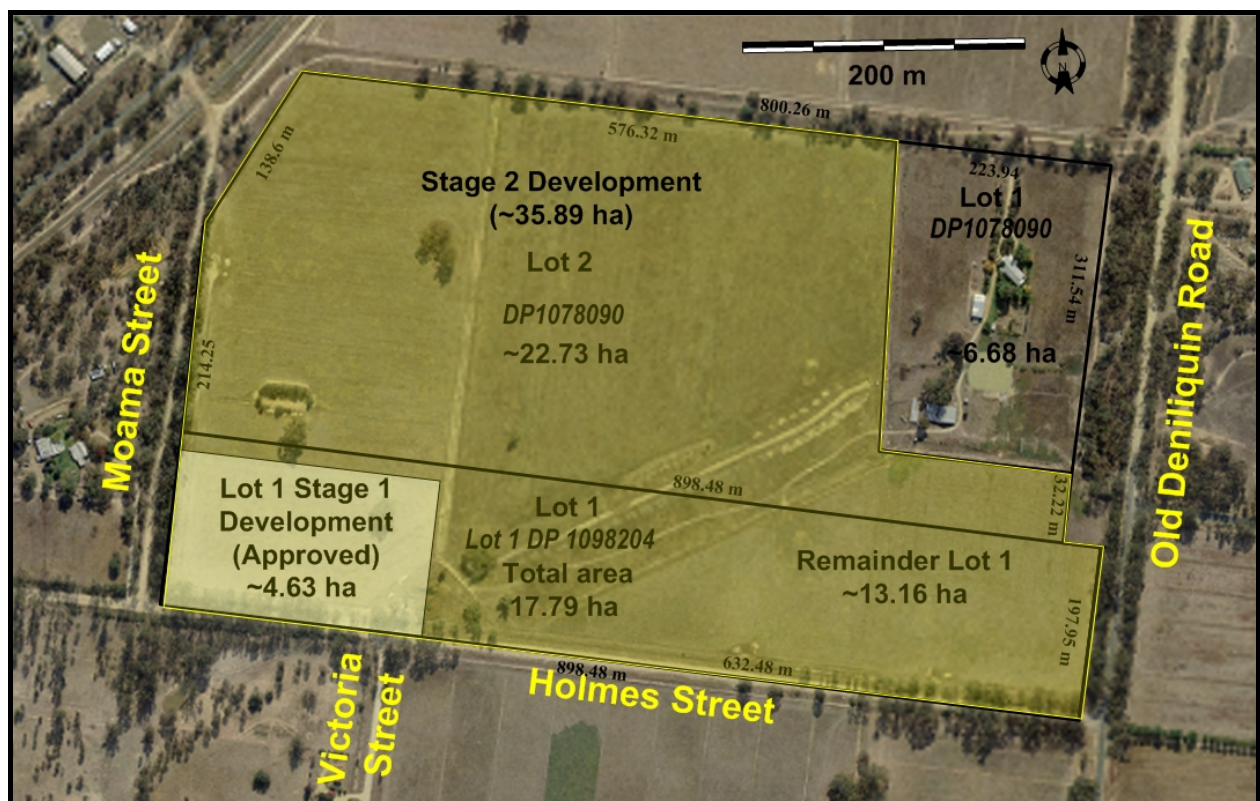 200 m
N
800.26 m
576.32 m
138.6 m
Stage 2 Development
(~35.89 ha)
Lot 2
DP1078090
~22.73 ha
223.94
Lot 1
DP1078090
311.54 m
~6.68 ha
Moama Street
214.25
Old Deniliquin Road
898.48 m
32.22 m
Lot 1 Stage 1
Development
(Approved)
~4.63 ha
Lot 1
Lot 1 DP 1098204
Total area
17.79 ha
Remainder Lot 1
~13.16 ha
197.95 m
632.48 m
898.48 m
Holmes Street
Victoria
Street